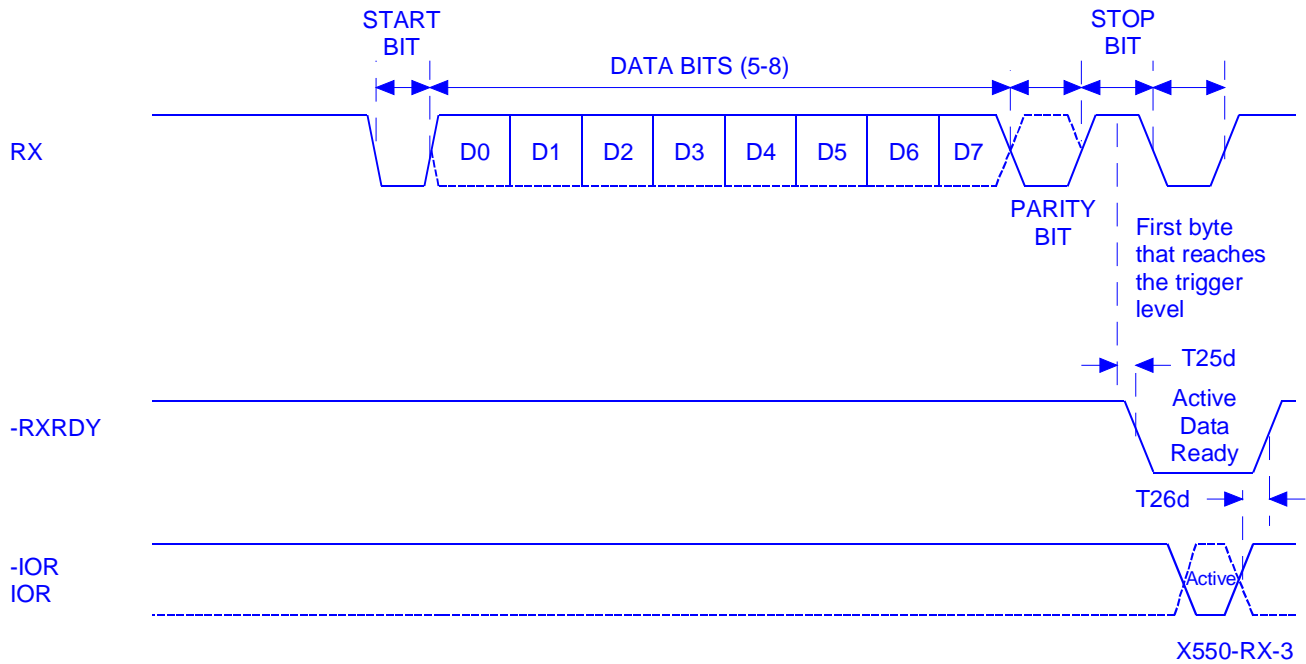 START
BIT
DATA BITS (5-8)
STOP
BIT
RX
D0 D1 D2 D3 D4 D5 D6 D7
PARITY
BIT
First byte
that reaches
the trigger
level
T25d
-RXRDY
Active
Data
Ready
T26d
-IOR
IOR
Active
X550-RX-3